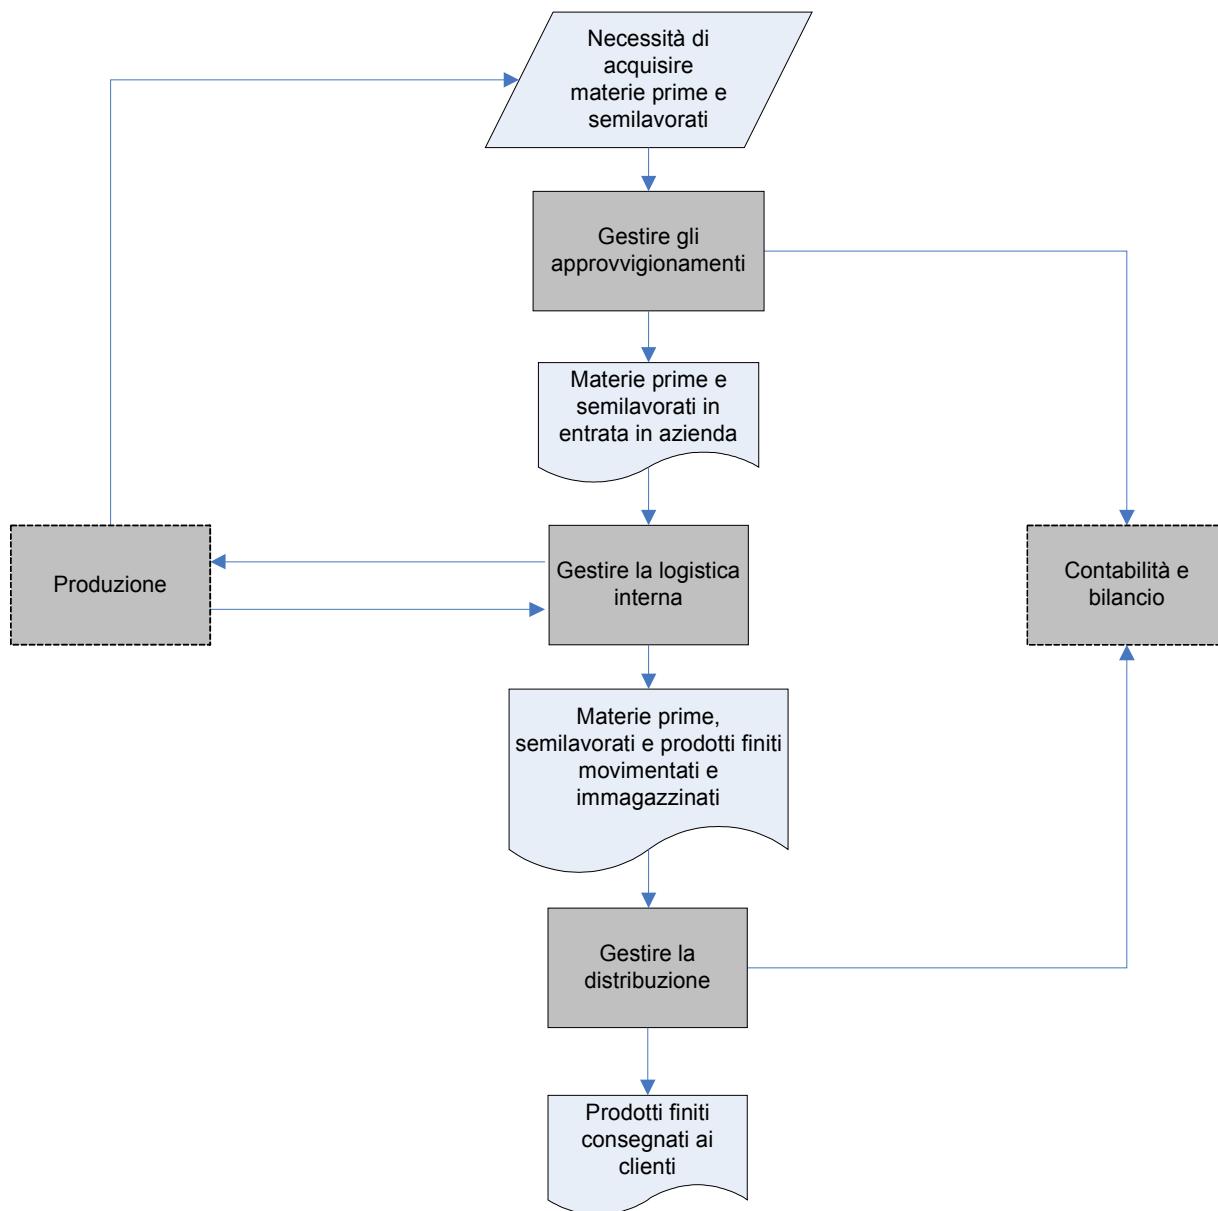 Necessità di
acquisire
materie prime e
semilavorati
Gestire gli
approvvigionamenti
Materie prime e
semilavorati in
entrata in azienda
Produzione
Gestire la logistica
interna
Contabilità e
bilancio
Materie prime,
semilavorati e prodotti finiti
movimentati e
immagazzinati
Gestire la
distribuzione
Prodotti finiti
consegnati ai
clienti